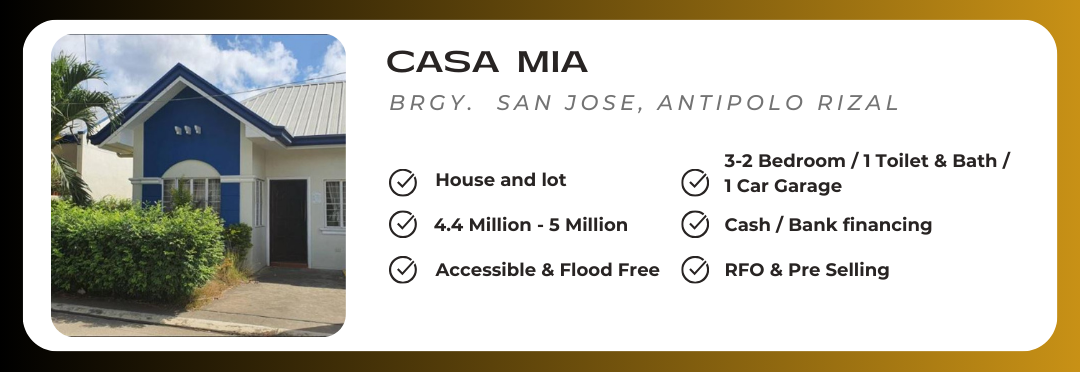 CASA MIA
BRGY. SAN JOSE, ANTIPOLO RIZAL
House and lot
4.4 Million - 5 Million
Accessible & Flood Free
3-2 Bedroom / 1 Toilet & Bath /
1 Car Garage
Cash / Bank financing
RFO & Pre Selling